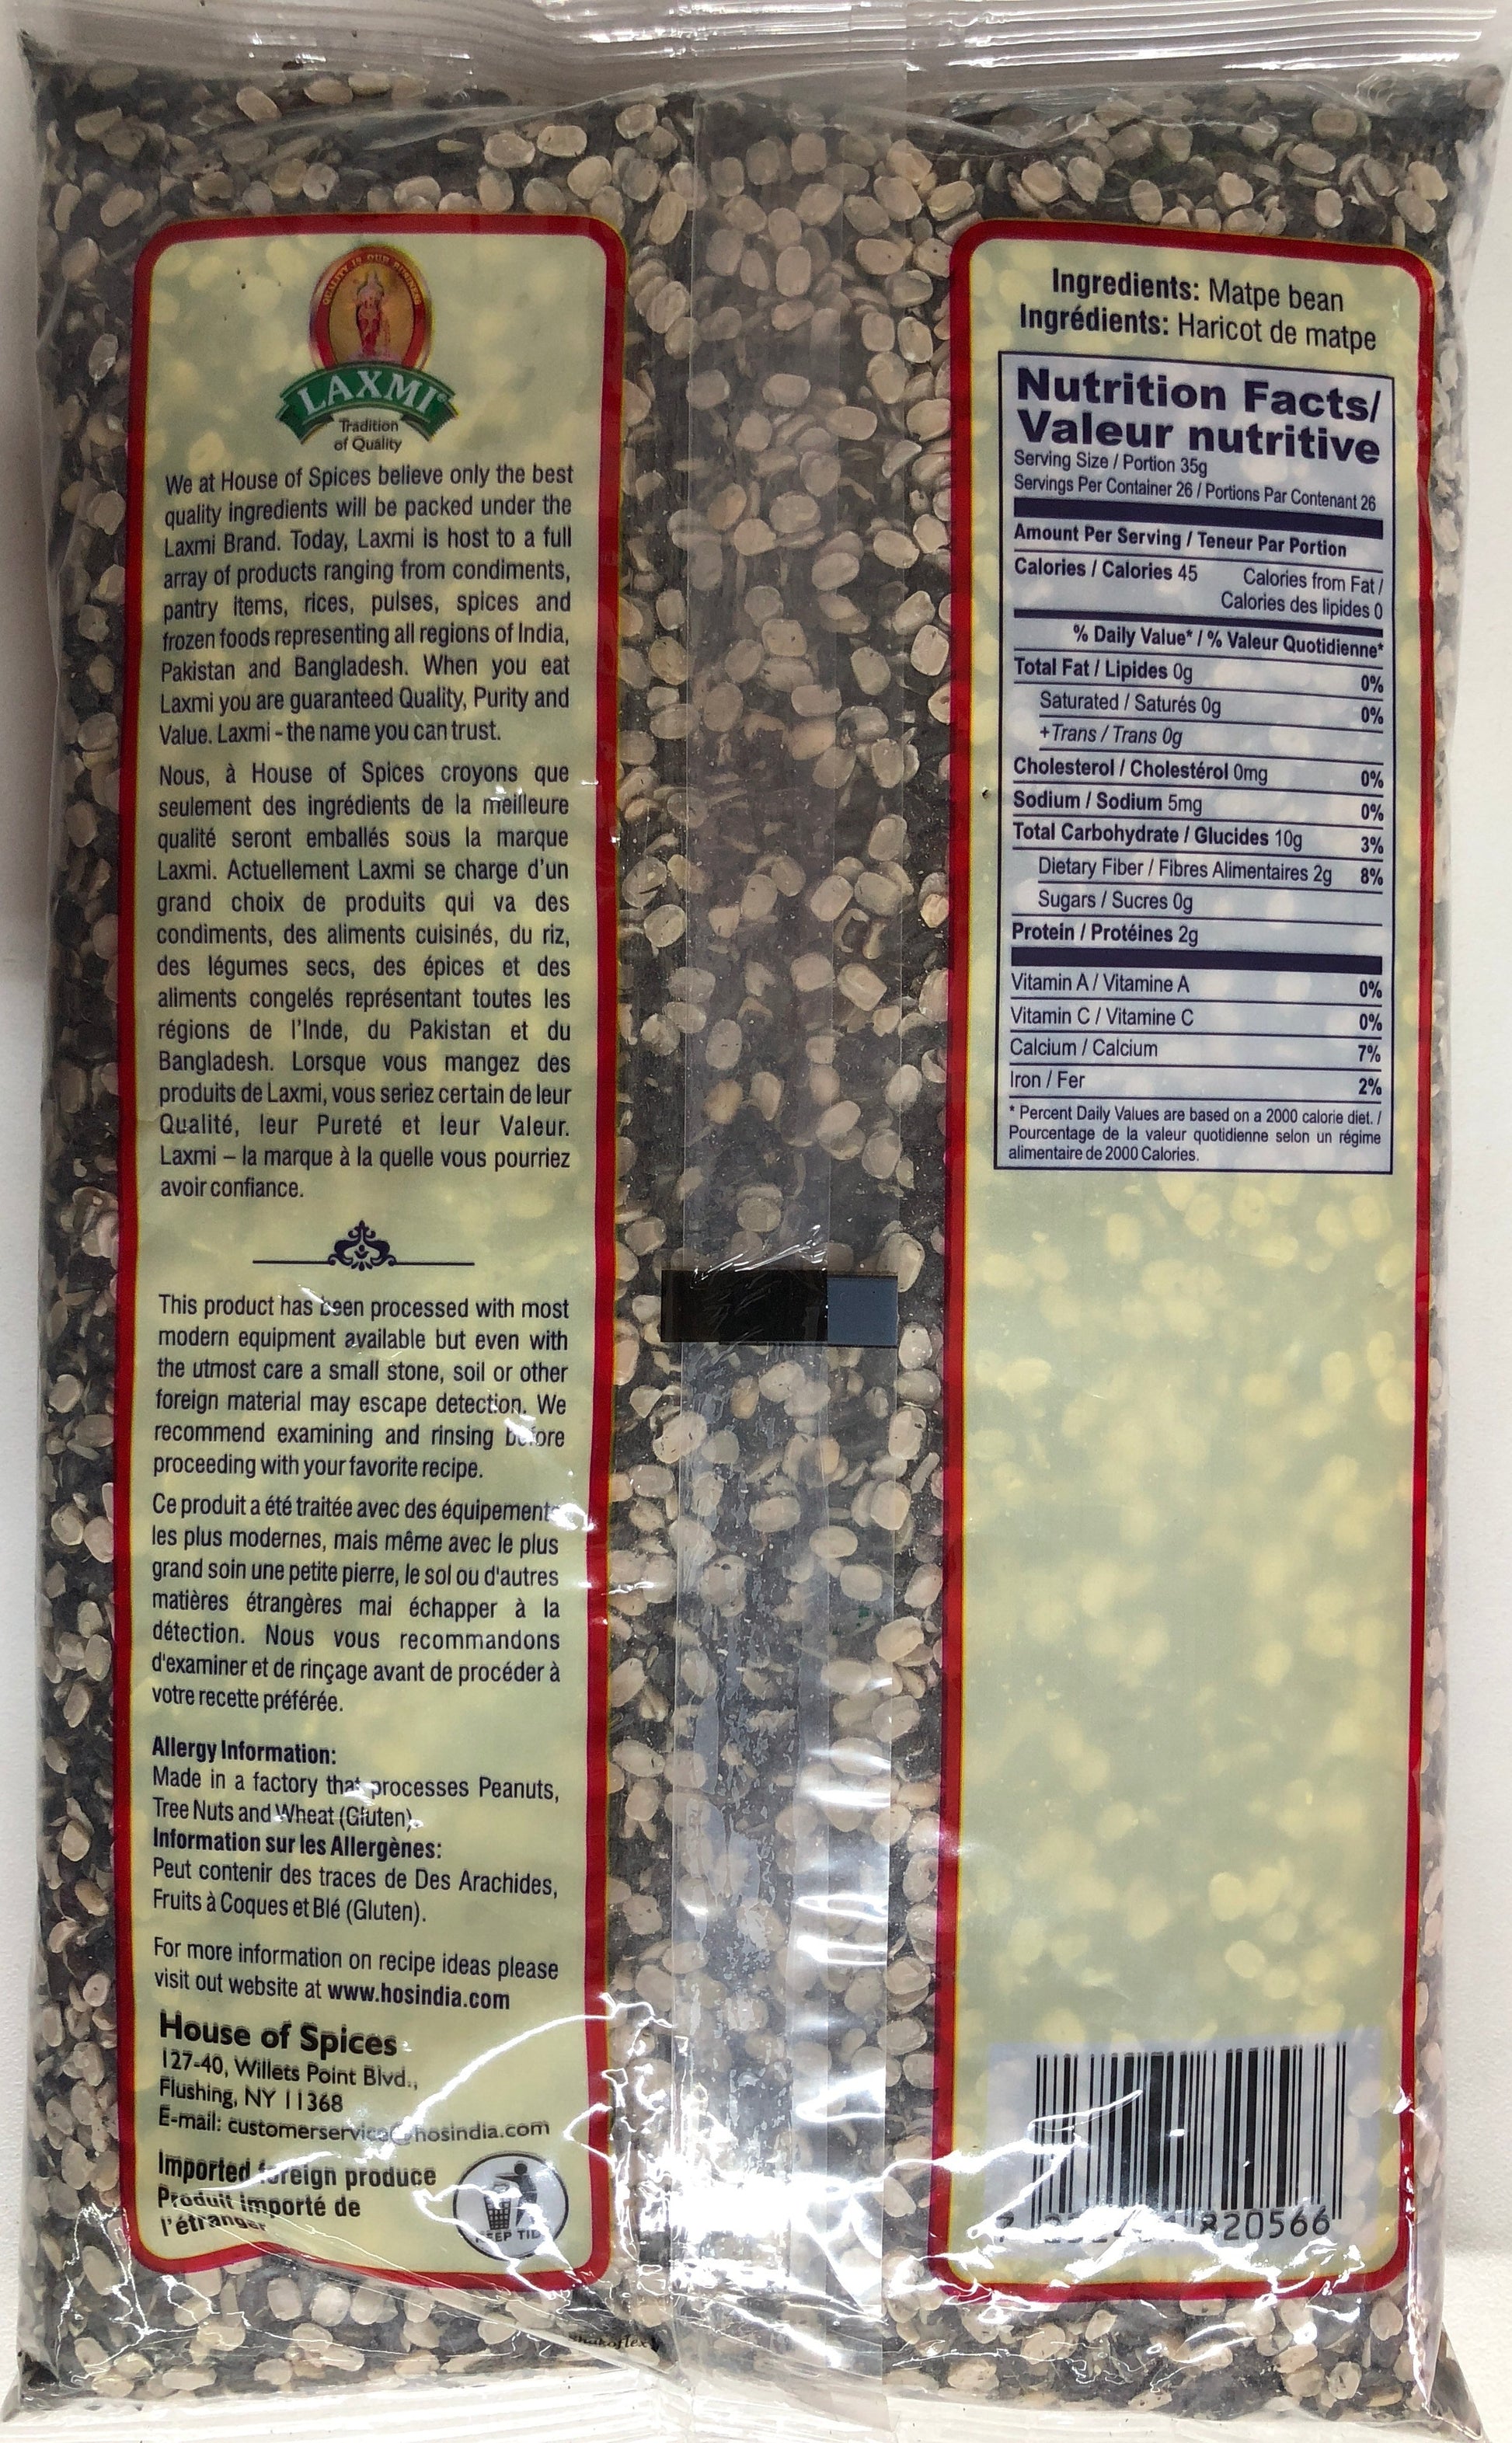 QUALITY IS OUR BUSINESS
LAXMI®
Tradition
of Quality
We at House of Spices believe only the best
quality ingredients will be packed under the
Laxmi Brand. Today, Laxmi is host to a full
array of products ranging from condiments,
pantry items, rices, pulses, spices and
frozen foods representing all regions of India,
Pakistan and Bangladesh. When you eat
Laxmi you are guaranteed Quality, Purity and
Value. Laxmi - the name you can trust.
Nous, à House of Spices croyons que
seulement des ingrédients de la meilleure
qualité seront emballés sous la marque
Laxmi. Actuellement Laxmi se charge d'un
grand choix de produits qui va des
condiments, des aliments cuisinés, du riz,
des légumes secs, des épices et des
aliments congelés représentant toutes les
régions de l'Inde, du Pakistan et du
Bangladesh. Lorsque vous mangez des
produits de Laxmi, vous seriez certain de leur
Qualité, leur Pureté et leur Valeur.
Laxmi – la marque à la quelle vous pourriez
avoir confiance.
This product has been processed with most
modern equipment available but even with
the utmost care a small stone, soil or other
foreign material may escape detection. We
recommend examining and rinsing before
proceeding with your favorite recipe.
Ce produit a été traitée avec des équipements
les plus modernes, mais même avec le plus
grand soin une petite pierre, le sol ou d'autres
matières étrangères mai échapper à la
détection. Nous vous recommandons
d'examiner et de rinçage avant de procéder à
votre recette préférée.
Allergy Information:
Made in a factory that processes Peanuts,
Tree Nuts and Wheat (Gluten).
Information sur les Allergènes:
Peut contenir des traces de Des Arachides,
Fruits à Coques et Blé (Gluten).
For more information on recipe ideas please
visit out website at www.hosindia.com
House of Spices
127-40, Willets Point Blvd.,
Flushing, NY 11368
E-mail: customerservice@hosindia.com
Imported foreign produce
Produit importé de
l'étranger
KEEP TIDY
Ingredients: Matpe bean
Ingrédients: Haricot de matpe
Nutrition Facts/
Valeur nutritive
Serving Size / Portion 35g
Servings Per Container 26 / Portions Par Contenant 26
Amount Per Serving / Teneur Par Portion
Calories / Calories 45 Calories from Fat /
Calories des lipides 0
% Daily Value* / % Valeur Quotidienne*
Total Fat / Lipides 0g 0%
Saturated / Saturés 0g 0%
+Trans / Trans 0g
Cholesterol / Cholestérol 0mg 0%
Sodium / Sodium 5mg 0%
Total Carbohydrate / Glucides 10g 3%
Dietary Fiber / Fibres Alimentaires 2g 8%
Sugars / Sucres 0g
Protein / Protéines 2g
Vitamin A / Vitamine A 0%
Vitamin C / Vitamine C 0%
Calcium / Calcium 7%
Iron / Fer 2%
* Percent Daily Values are based on a 2000 calorie diet. /
Pourcentage de la valeur quotidienne selon un régime
alimentaire de 2000 Calories.
820566